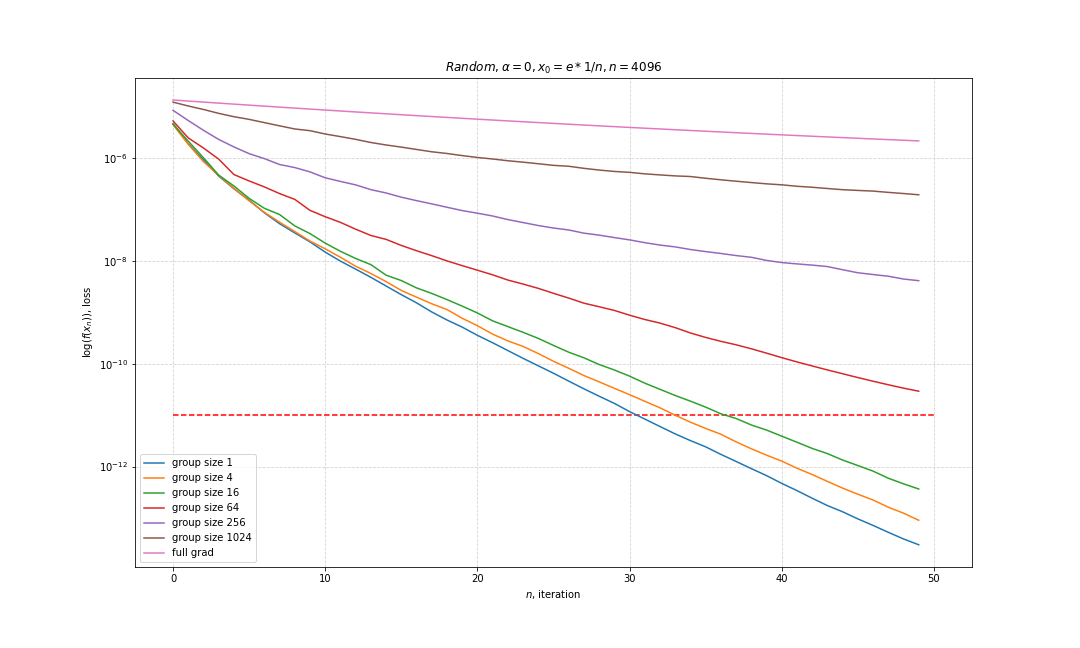 Random, α = 0, x₀ = e * 1/n, n = 4096
log(f(xₙ)), loss
10⁻⁶
10⁻⁸
10⁻¹⁰
10⁻¹²
group size 1
group size 4
group size 16
group size 64
group size 256
group size 1024
full grad
0 10 20 30 40 50
n, iteration